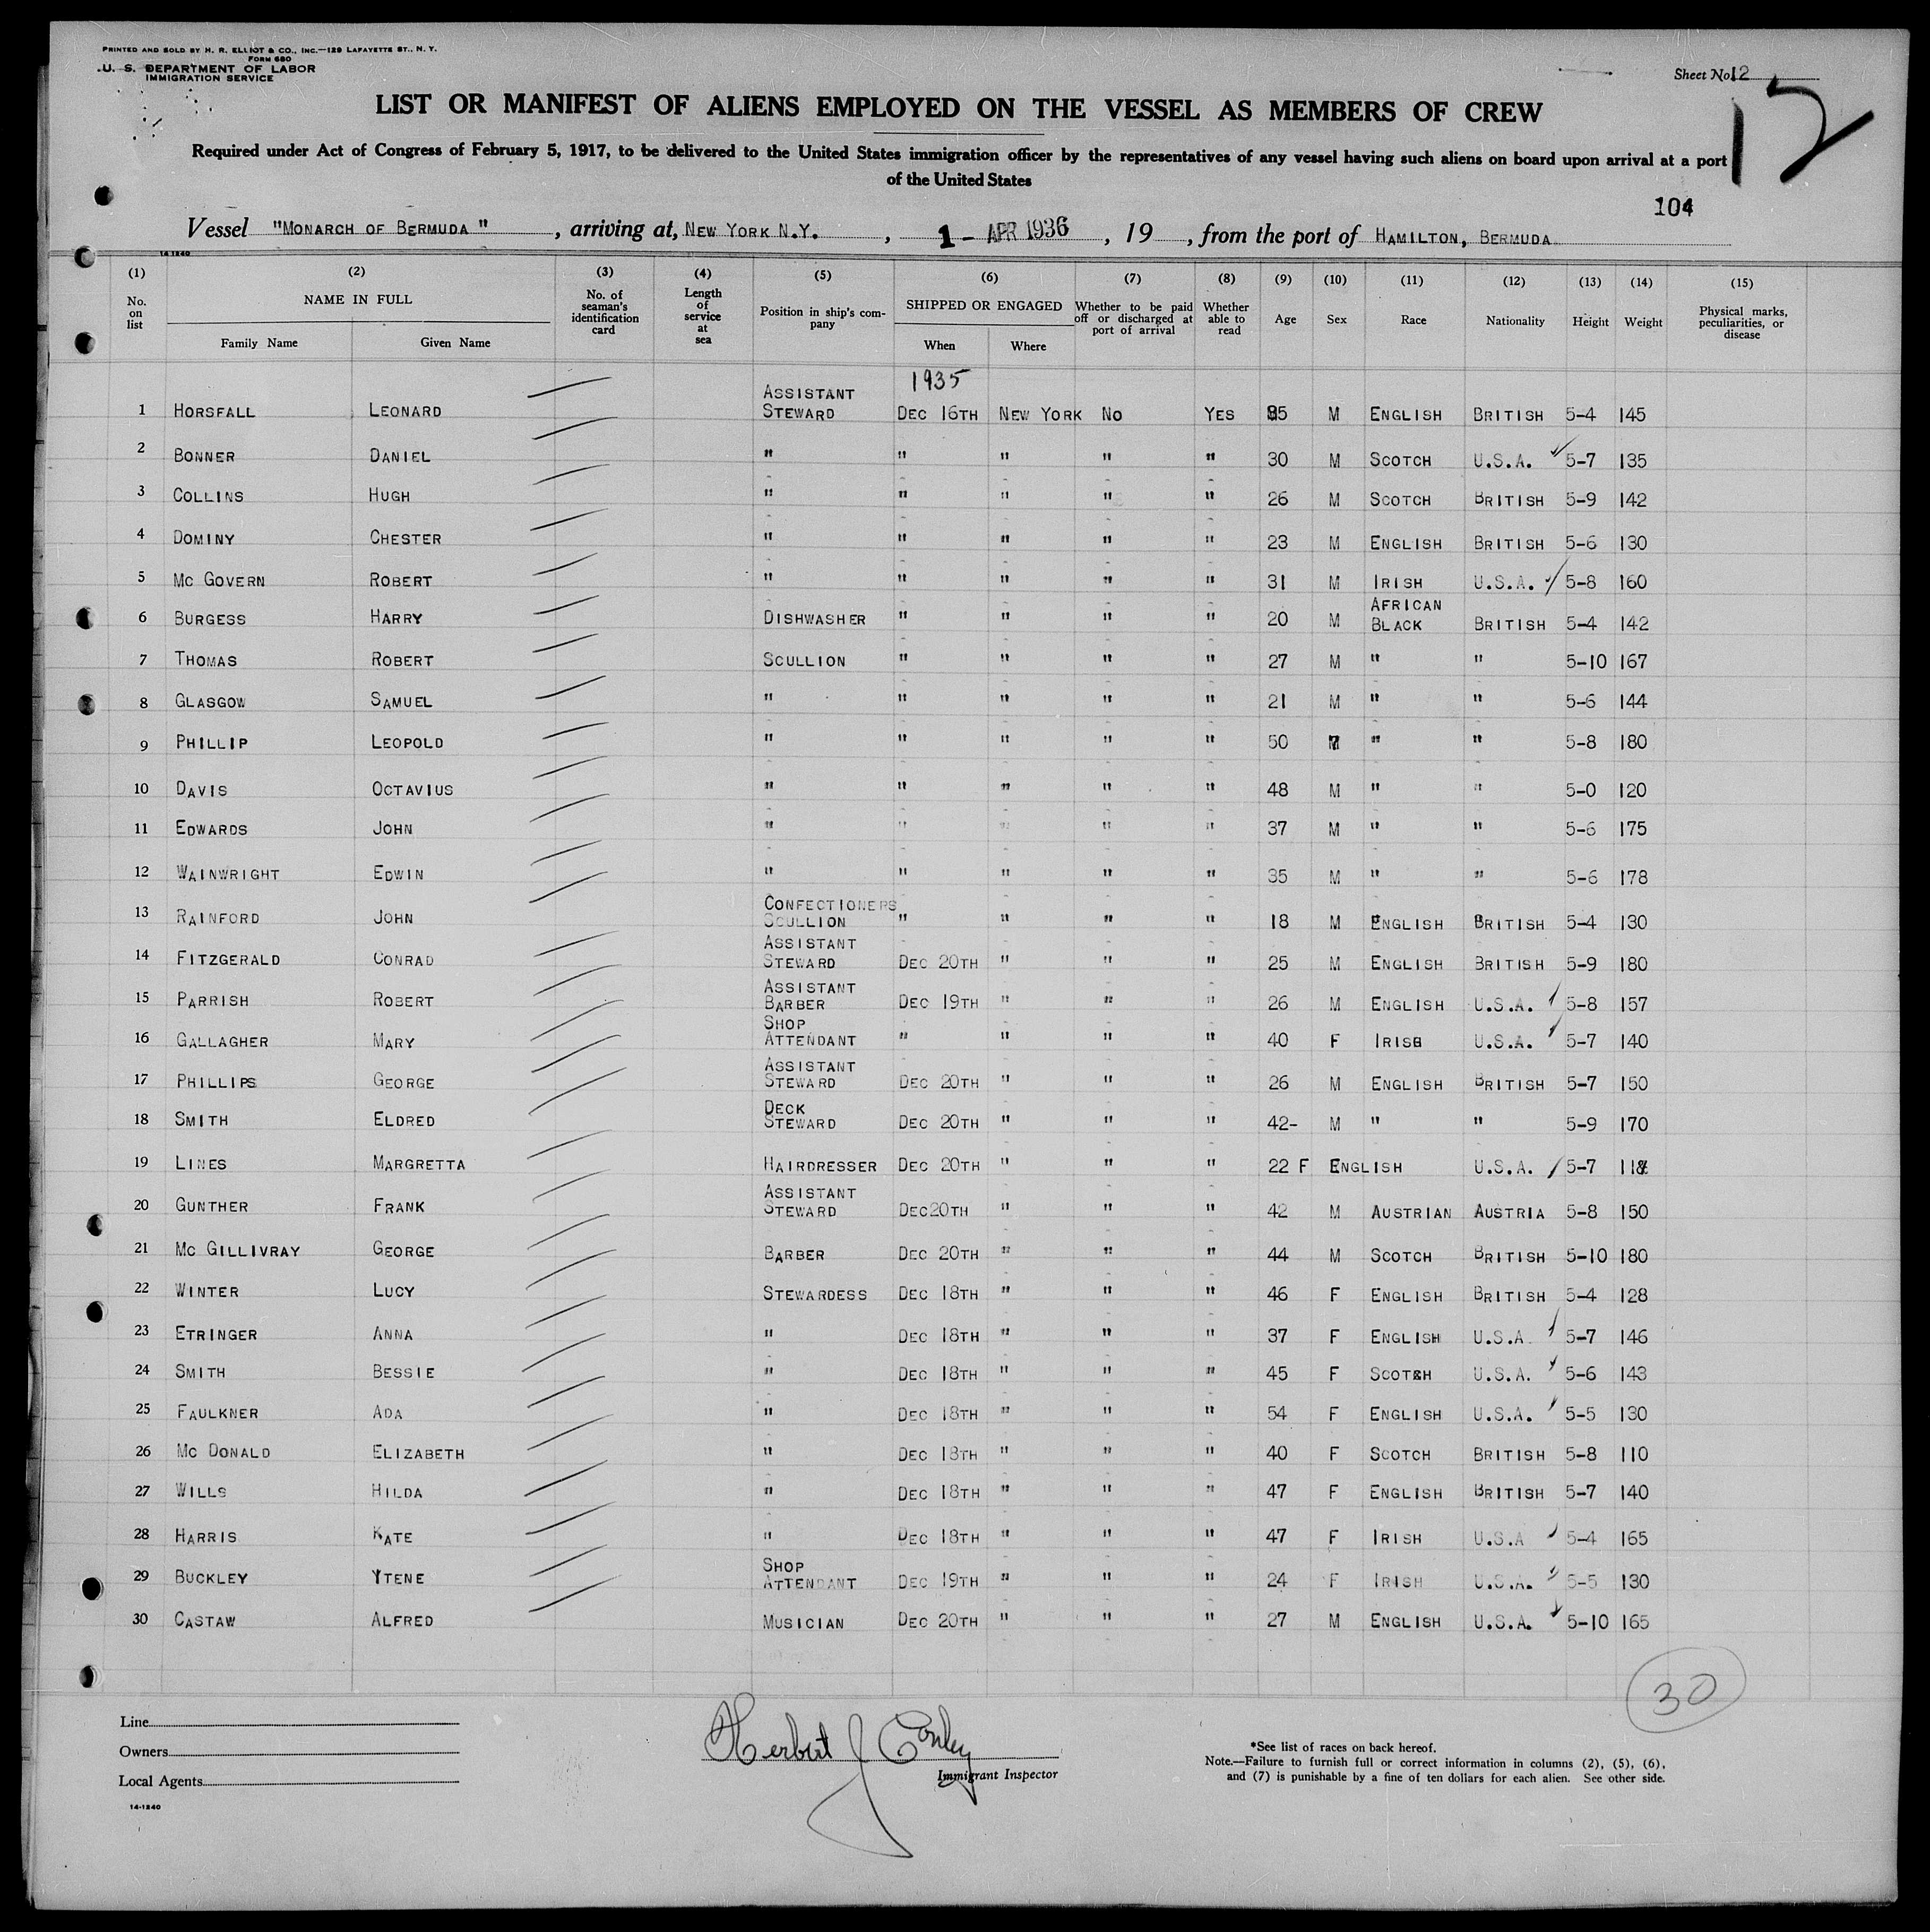 PRINTED AND SOLD BY H. R. ELLIOT & CO., INC.—129 LAFAYETTE ST., N. Y.
FORM 680
U. S. DEPARTMENT OF LABOR
IMMIGRATION SERVICE
Sheet No. 12
12
LIST OR MANIFEST OF ALIENS EMPLOYED ON THE VESSEL AS MEMBERS OF CREW
Required under Act of Congress of February 5, 1917, to be delivered to the United States immigration officer by the representatives of any vessel having such aliens on board upon arrival at a port
of the United States
104
Vessel "MONARCH OF BERMUDA", arriving at, NEW YORK N.Y., 1 - APR 1936, 19 , from the port of HAMILTON, BERMUDA
14 1240
(1) (2) (3) (4) (5) (6) (7) (8) (9) (10) (11) (12) (13) (14) (15)
No. on list NAME IN FULL Family Name Given Name No. of seaman's identification card Length of service at sea Position in ship's company SHIPPED OR ENGAGED When Where Whether to be paid off or discharged at port of arrival Whether able to read Age Sex Race Nationality Height Weight Physical marks, peculiarities, or disease
1935
1 HORSFALL LEONARD ASSISTANT STEWARD DEC 16TH NEW YORK NO YES 35 M ENGLISH BRITISH 5-4 145
2 BONNER DANIEL " " " " " 30 M SCOTCH U.S.A. 5-7 135
3 COLLINS HUGH " " " " " 26 M SCOTCH BRITISH 5-9 142
4 DOMINY CHESTER " " " " " 23 M ENGLISH BRITISH 5-6 130
5 MC GOVERN ROBERT " " " " " 31 M IRISH U.S.A. 5-8 160
6 BURGESS HARRY DISHWASHER " " " " 20 M AFRICAN BLACK BRITISH 5-4 142
7 THOMAS ROBERT SCULLION " " " " 27 M " " 5-10 167
8 GLASGOW SAMUEL " " " " " 21 M " " 5-6 144
9 PHILLIP LEOPOLD " " " " " 50 M " " 5-8 180
10 DAVIS OCTAVIUS " " " " " 48 M " " 5-0 120
11 EDWARDS JOHN " " " " " 37 M " " 5-6 175
12 WAINWRIGHT EDWIN " " " " " 35 M " " 5-6 178
13 RAINFORD JOHN CONFECTIONERS SCULLION " " " " 18 M ENGLISH BRITISH 5-4 130
14 FITZGERALD CONRAD ASSISTANT STEWARD DEC 20TH " " " 25 M ENGLISH BRITISH 5-9 180
15 PARRISH ROBERT ASSISTANT BARBER DEC 19TH " " " 26 M ENGLISH U.S.A. 5-8 157
16 GALLAGHER MARY SHOP ATTENDANT " " " " 40 F IRISH U.S.A. 5-7 140
17 PHILLIPS GEORGE ASSISTANT STEWARD DEC 20TH " " " 26 M ENGLISH BRITISH 5-7 150
18 SMITH ELDRED DECK STEWARD DEC 20TH " " " 42- M " " 5-9 170
19 LINES MARGRETTA HAIRDRESSER DEC 20TH " " " 22 F ENGLISH U.S.A. 5-7
20 GUNTHER FRANK ASSISTANT STEWARD DEC20TH " " " 42 M AUSTRIAN AUSTRIA 5-8 150
21 MC GILLIVRAY GEORGE BARBER DEC 20TH " " " 44 M SCOTCH BRITISH 5-10 180
22 WINTER LUCY STEWARDESS DEC 18TH " " " 46 F ENGLISH BRITISH 5-4 128
23 ETRINGER ANNA " DEC 18TH " " " 37 F ENGLISH U.S.A. 5-7 146
24 SMITH BESSIE " DEC 18TH " " " 45 F SCOTCH U.S.A. 5-6 143
25 FAULKNER ADA " DEC 18TH " " " 54 F ENGLISH U.S.A. 5-5 130
26 MC DONALD ELIZABETH " DEC 18TH " " " 40 F SCOTCH BRITISH 5-8 110
27 WILLS HILDA " DEC 18TH " " " 47 F ENGLISH BRITISH 5-7 140
28 HARRIS KATE " DEC 18TH " " " 47 F IRISH U.S.A 5-4 165
29 BUCKLEY YTENE SHOP ATTENDANT DEC 19TH " " " 24 F IRISH U.S.A. 5-5 130
30 CASTAW ALFRED MUSICIAN DEC 20TH " " " 27 M ENGLISH U.S.A. 5-10 165
30
Line
Owners
Local Agents
14-1240
Herbert J Conley
Immigrant Inspector
*See list of races on back hereof.
Note.—Failure to furnish full or correct information in columns (2), (5), (6),
and (7) is punishable by a fine of ten dollars for each alien. See other side.